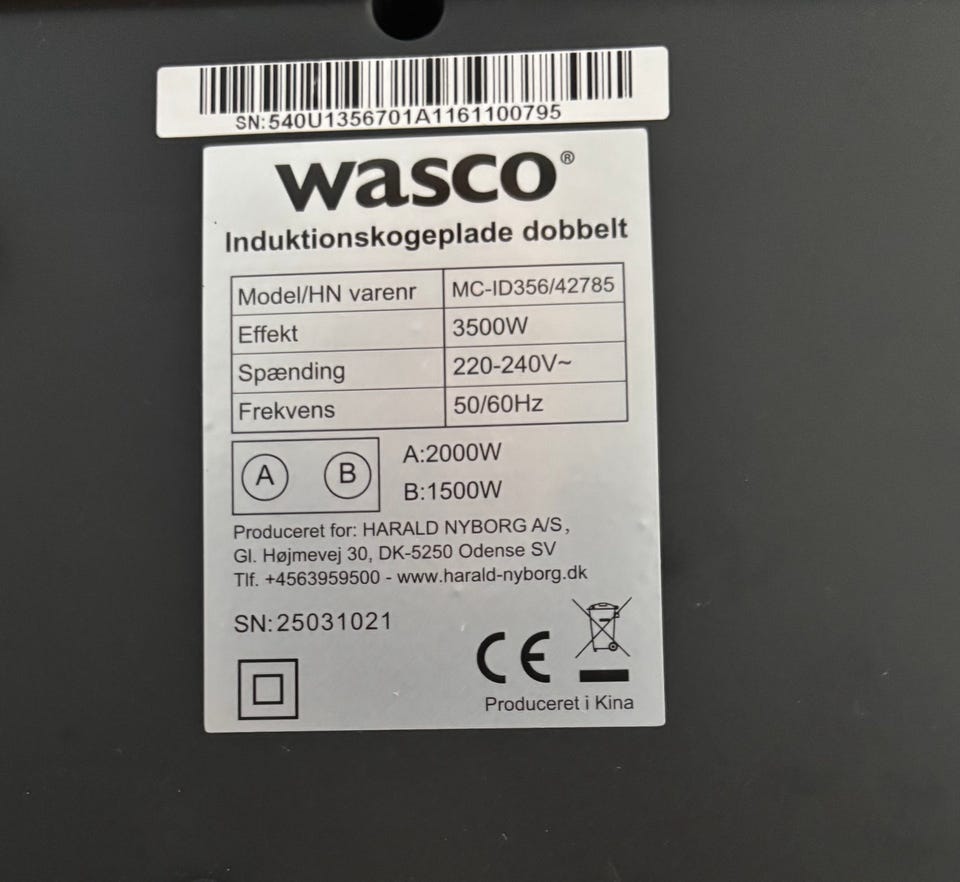 SN:540U1356701A1161100795
wasco®
Induktionskogeplade dobbelt
Model/HN varenr MC-ID356/42785
Effekt 3500W
Spænding 220-240V~
Frekvens 50/60Hz
A B A:2000W
B:1500W
Produceret for: HARALD NYBORG A/S,
Gl. Højmevej 30, DK-5250 Odense SV
Tlf. +4563959500 - www.harald-nyborg.dk
SN:25031021
CE
Produceret i Kina